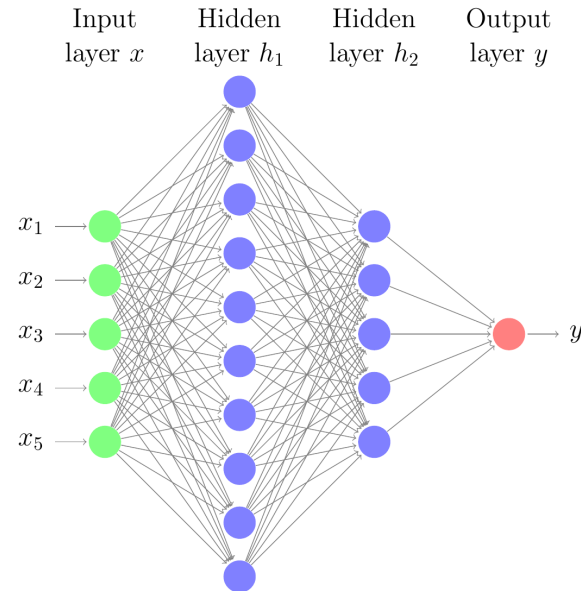 Input Hidden Hidden Output
layer x layer h₁ layer h₂ layer y
x₁
x₂
x₃
x₄
x₅
y